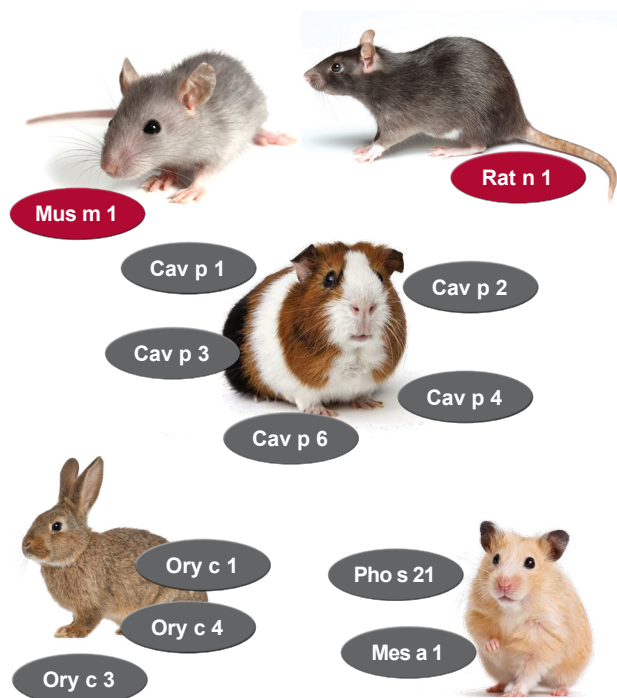 Rat n 1
Mus m 1
Cav p 1
Cav p 2
Cav p 3
Cav p 4
Cav p 6
Ory c 1
Pho s 21
Ory c 4
Mes a 1
Ory c 3